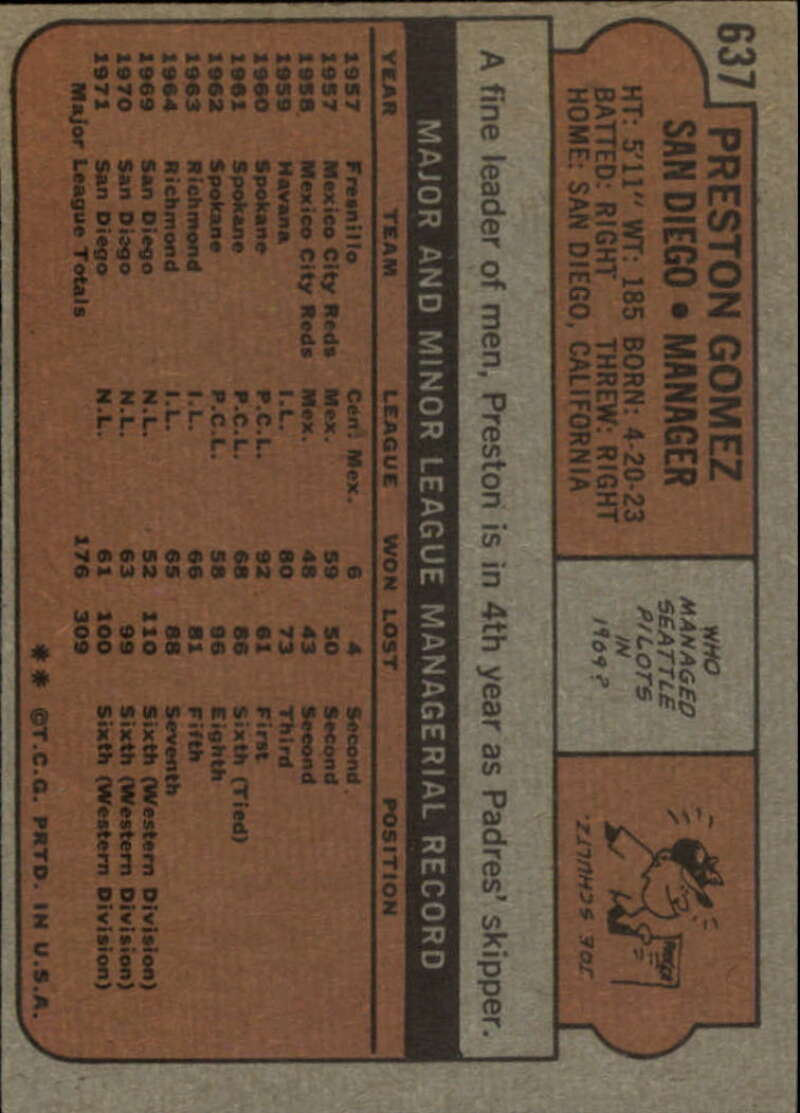 637
PRESTON GOMEZ
SAN DIEGO • MANAGER
HT: 5'11" WT: 185 BORN: 4-20-23
BATTED: RIGHT THREW: RIGHT
HOME: SAN DIEGO, CALIFORNIA
WHO
MANAGED
SEATTLE
PILOTS
IN
1969?
JOE SCHULTZ.
A fine leader of men, Preston is in 4th year as Padres' skipper.
MAJOR AND MINOR LEAGUE MANAGERIAL RECORD
YEAR TEAM LEAGUE WON LOST POSITION
1957 Fresnillo Cen. Mex. 6 4 Second
1957 Mexico City Reds Mex. 59 50 Second
1958 Mexico City Reds Mex. 48 43 Second
1959 Havana I.L. 80 73 Third
1960 Spokane P.C.L. 92 61 First
1961 Spokane P.C.L. 68 86 Sixth (Tied)
1962 Spokane P.C.L. 58 96 Eighth
1963 Richmond I.L. 66 81 Fifth
1964 Richmond I.L. 65 88 Seventh
1969 San Diego N.L. 52 110 Sixth (Western Division)
1970 San Diego N.L. 63 99 Sixth (Western Division)
1971 San Diego N.L. 61 100 Sixth (Western Division)
Major League Totals 176 309
** ©T.C.G. PRTD. IN U.S.A.